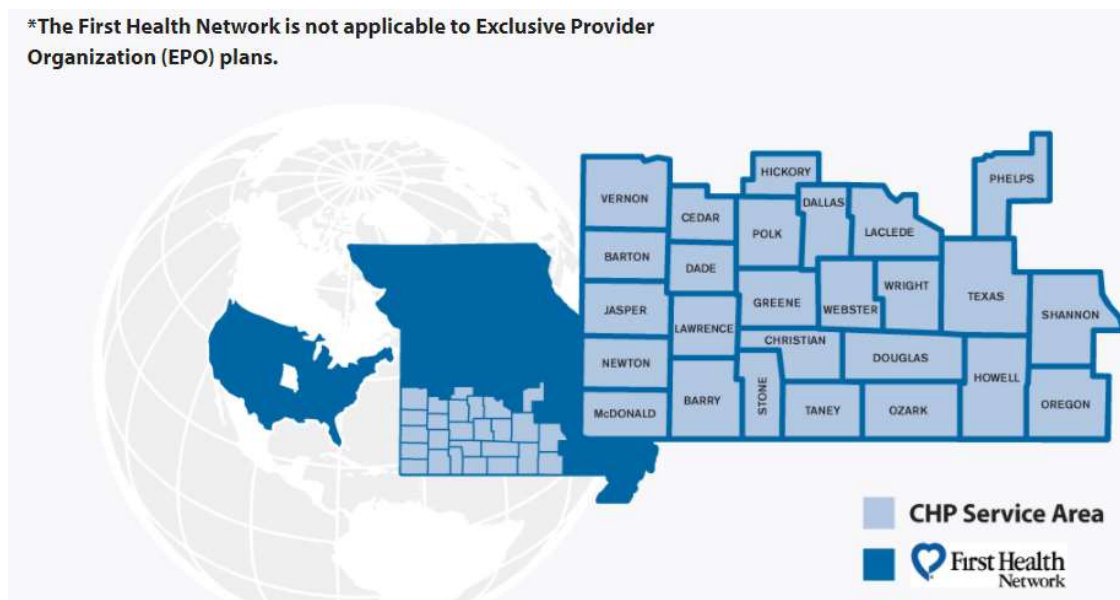 *The First Health Network is not applicable to Exclusive Provider
Organization (EPO) plans.
HICKORY
PHELPS
VERNON
CEDAR
DALLAS
POLK
LACLEDE
BARTON
DADE
WRIGHT
TEXAS
JASPER
GREENE
WEBSTER
SHANNON
LAWRENCE
CHRISTIAN
NEWTON
DOUGLAS
HOWELL
McDONALD
BARRY
STONE
TANEY
OZARK
OREGON
CHP Service Area
First Health
Network